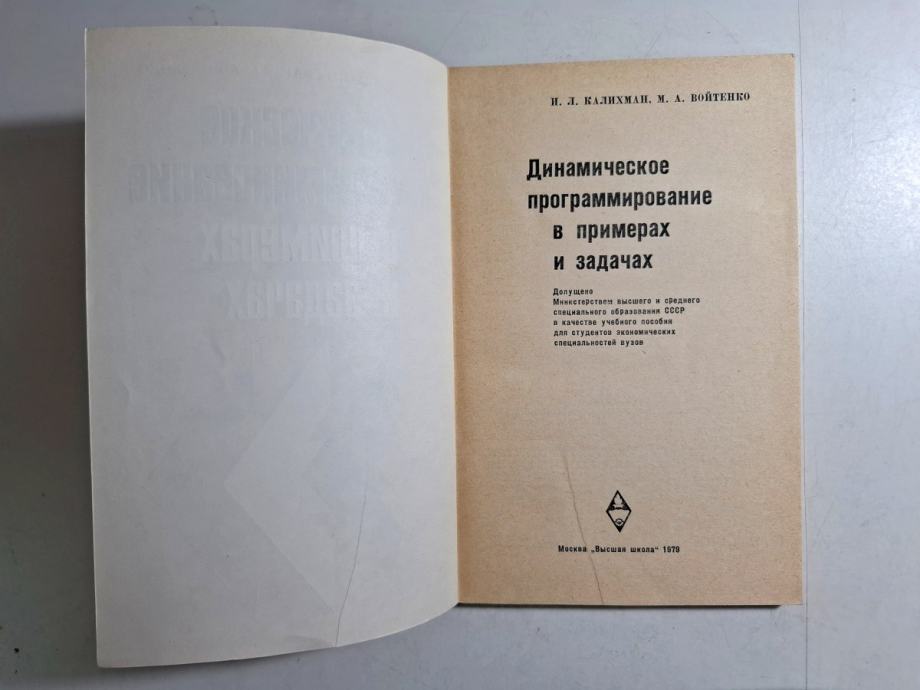 И. Л. КАЛИХМАН, М. А. ВОЙТЕНКО
Динамическое
программирование
в примерах
и задачах
Допущено
Министерством высшего и среднего
специального образования СССР
в качестве учебного пособия
для студентов экономических
специальностей вузов
Москва „Высшая школа“ 1979